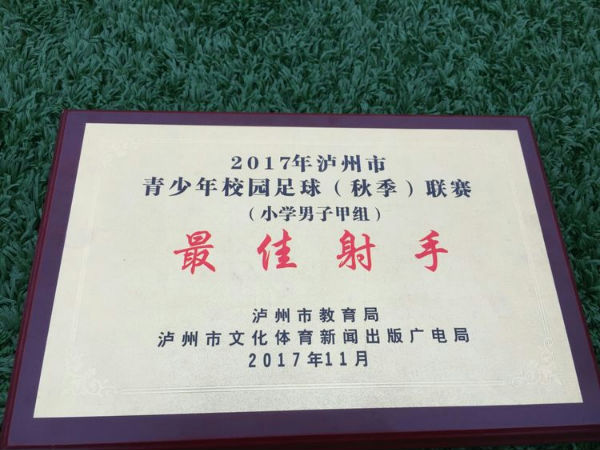 2017年泸州市
青少年校园足球（秋季）联赛
（小学男子甲组）
最佳射手
泸州市教育局
泸州市文化体育新闻出版广电局
2017年11月